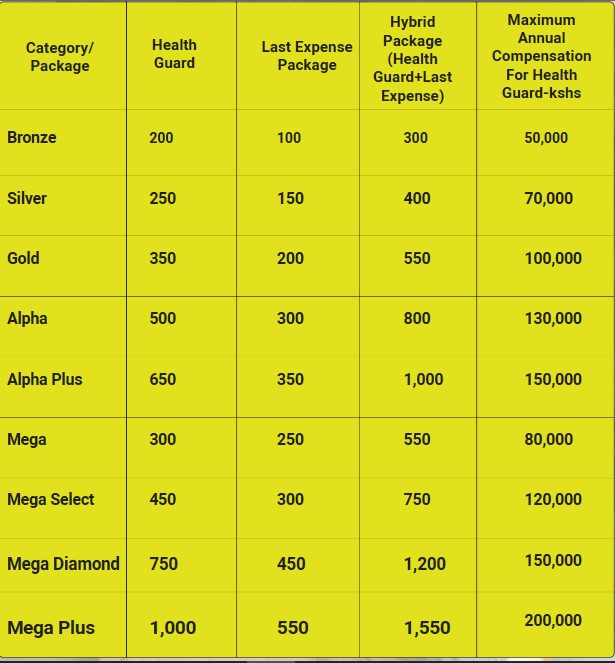 Category/
Package
Health
Guard
Last Expense
Package
Hybrid
Package
(Health
Guard+Last
Expense)
Maximum
Annual
Compensation
For Health
Guard-kshs
Bronze 200 100 300 50,000
Silver 250 150 400 70,000
Gold 350 200 550 100,000
Alpha 500 300 800 130,000
Alpha Plus 650 350 1,000 150,000
Mega 300 250 550 80,000
Mega Select 450 300 750 120,000
Mega Diamond 750 450 1,200 150,000
Mega Plus 1,000 550 1,550 200,000